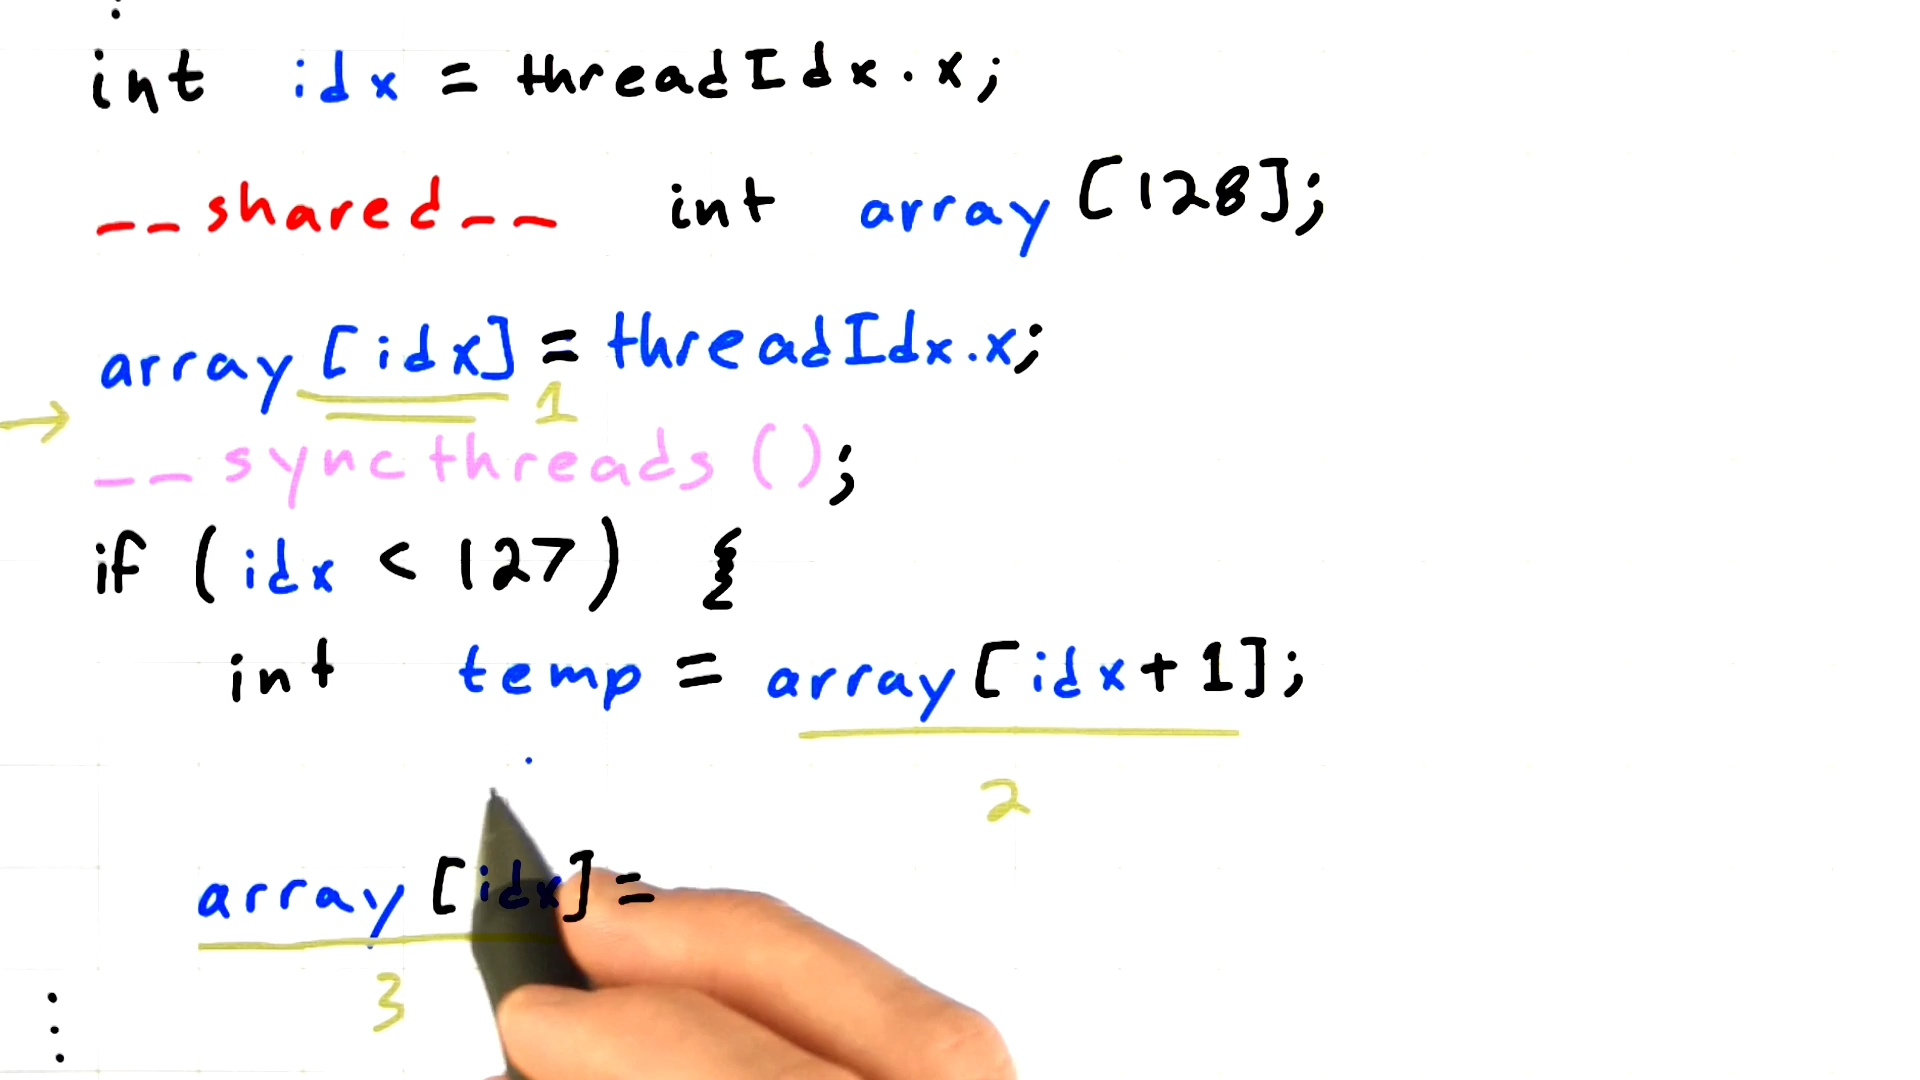 int idx = threadIdx.x;
__shared__ int array [128];
array [idx] = threadIdx.x;
1
__syncthreads ();
if (idx < 127) {
int temp = array [idx+1];
2
array [idx] =
3